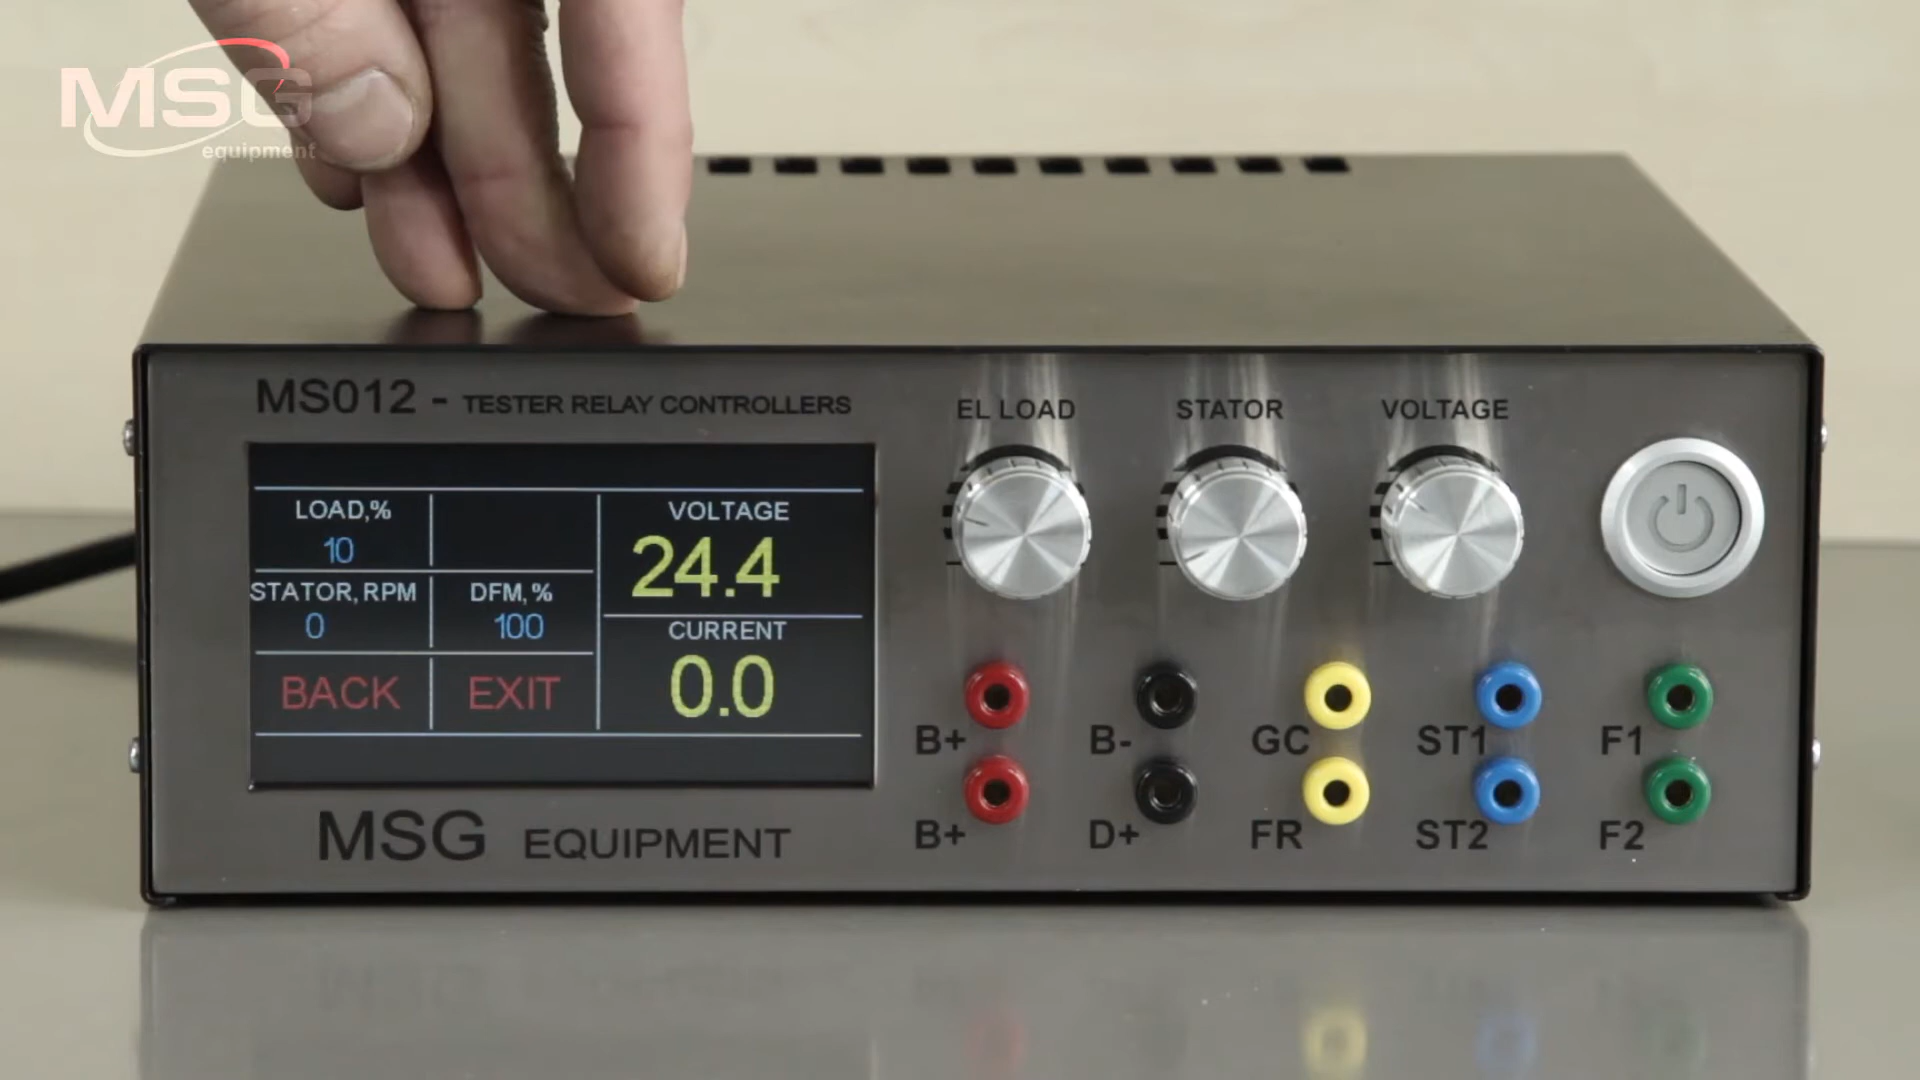 MSG
equipment
MS012 - TESTER RELAY CONTROLLERS
EL LOAD
STATOR
VOLTAGE
LOAD,%
10
VOLTAGE
24.4
STATOR, RPM
0
DFM, %
100
CURRENT
0.0
BACK
EXIT
B+
B-
GC
ST1
F1
B+
D+
FR
ST2
F2
MSG EQUIPMENT